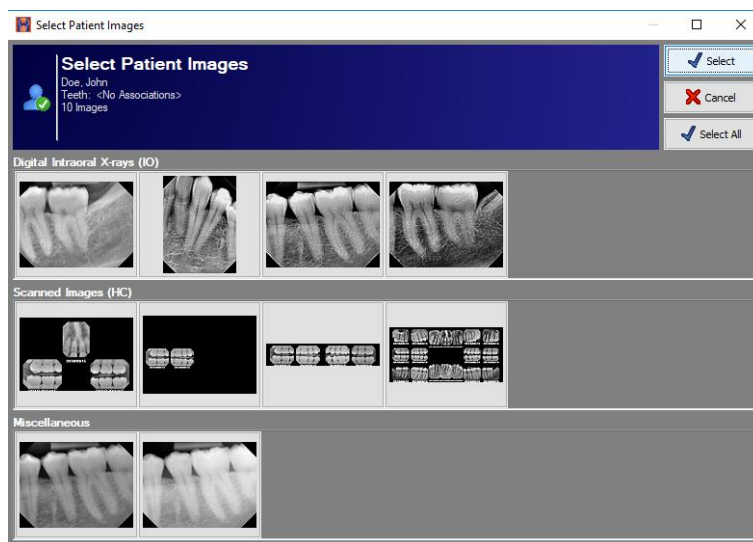 Select Patient Images
Select Patient Images
Doe, John
Teeth: <No Associations>
10 Images
Select
Cancel
Select All
Digital Intraoral X-rays (IO)
Scanned Images (HC)
Miscellaneous